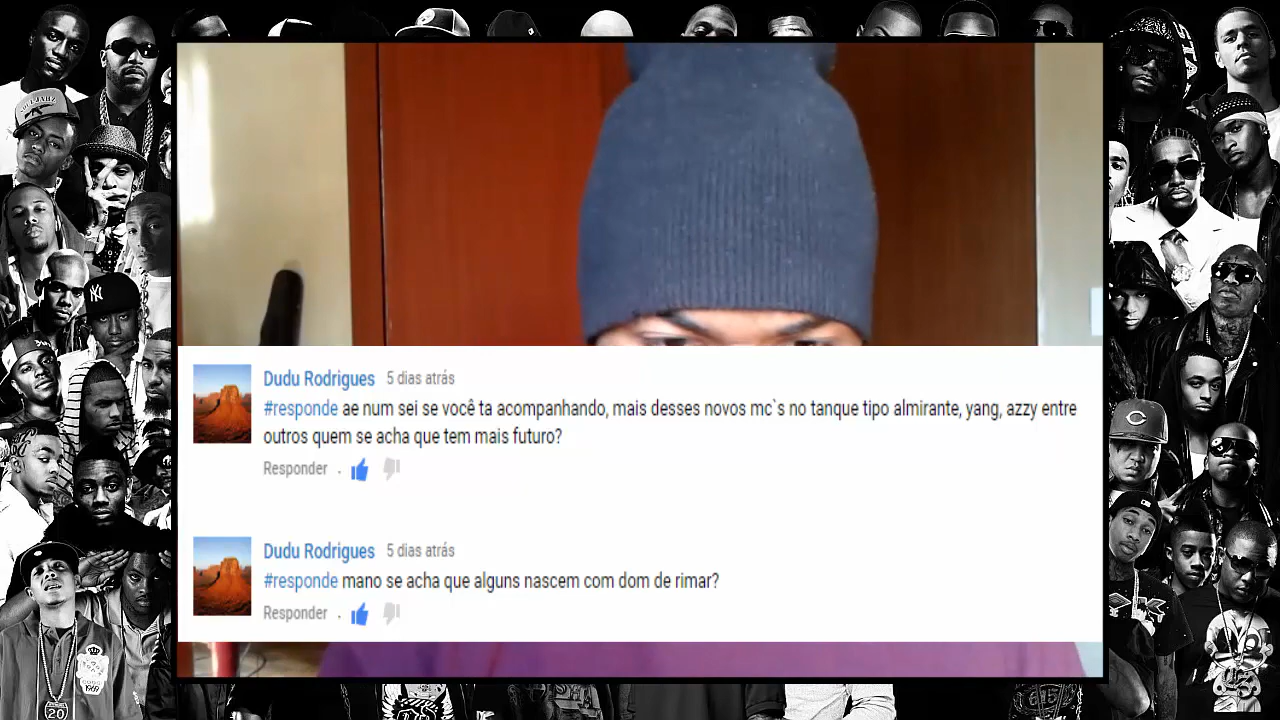 Dudu Rodrigues 5 dias atrás
#responde ae num sei se você ta acompanhando, mais desses novos mc`s no tanque tipo almirante, yang, azzy entre
outros quem se acha que tem mais futuro?
Responder .
Dudu Rodrigues 5 dias atrás
#responde mano se acha que alguns nascem com dom de rimar?
Responder .